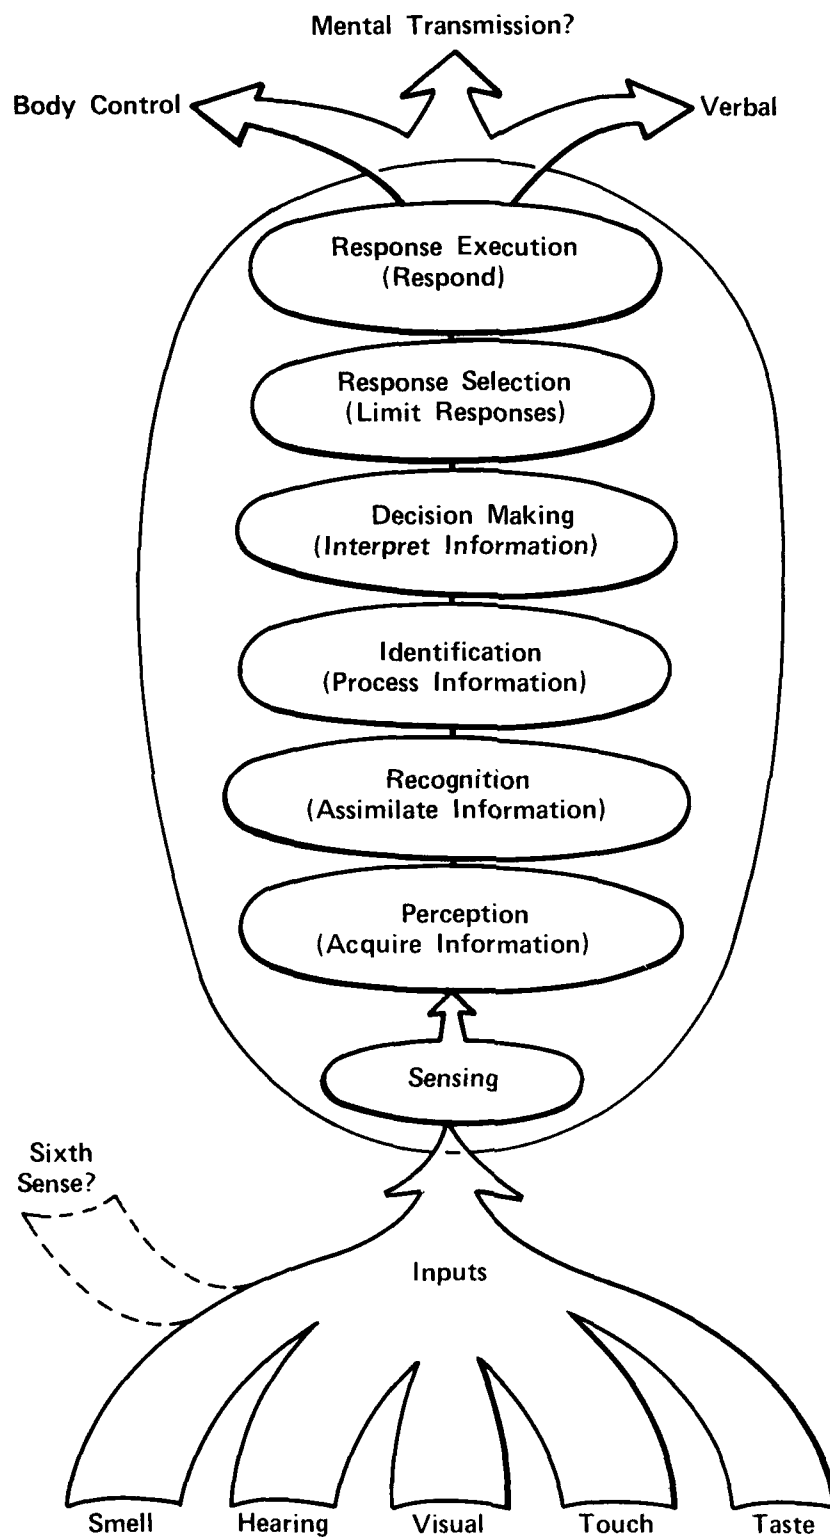 Mental Transmission?
Body Control
Verbal
Response Execution
(Respond)
Response Selection
(Limit Responses)
Decision Making
(Interpret Information)
Identification
(Process Information)
Recognition
(Assimilate Information)
Perception
(Acquire Information)
Sensing
Sixth
Sense?
Inputs
Smell
Hearing
Visual
Touch
Taste